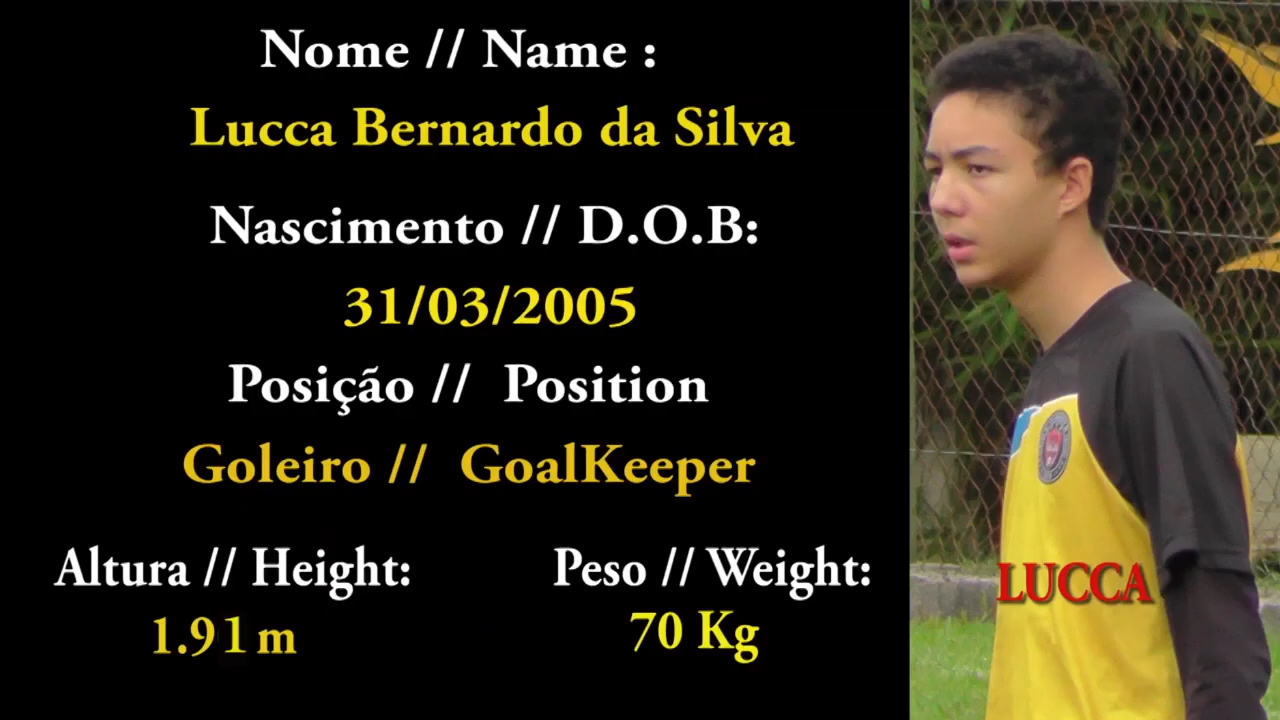 Nome // Name :
Lucca Bernardo da Silva
Nascimento // D.O.B:
31/03/2005
Posição // Position
Goleiro // GoalKeeper
Altura // Height:
Peso // Weight:
1.91 m
70 Kg
LUCCA